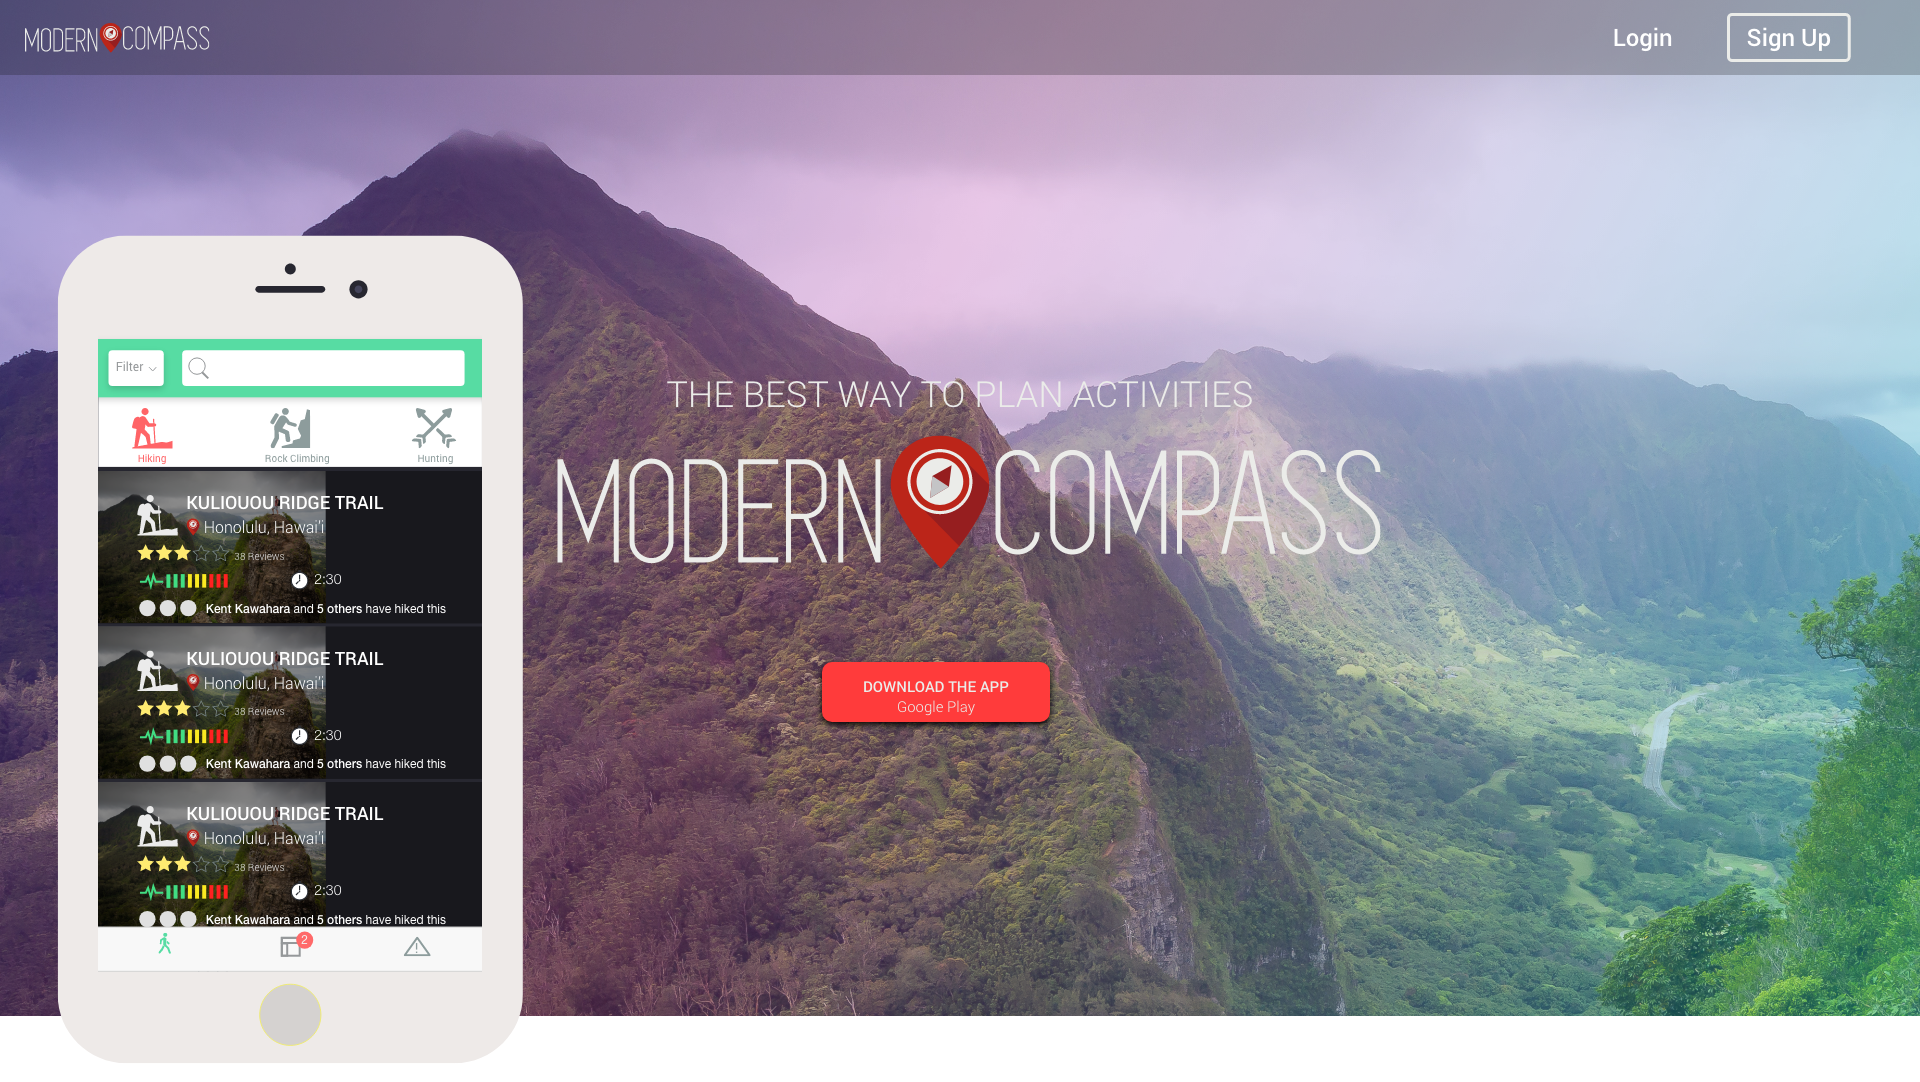 MODERN COMPASS
Login
Sign Up
THE BEST WAY TO PLAN ACTIVITIES
MODERN COMPASS
DOWNLOAD THE APP
Google Play
Filter
Hiking
Rock Climbing
Hunting
KULIOUOU RIDGE TRAIL
Honolulu, Hawai'i
38 Reviews
2:30
Kent Kawahara and 5 others have hiked this
KULIOUOU RIDGE TRAIL
Honolulu, Hawai'i
38 Reviews
2:30
Kent Kawahara and 5 others have hiked this
KULIOUOU RIDGE TRAIL
Honolulu, Hawai'i
38 Reviews
2:30
Kent Kawahara and 5 others have hiked this
2